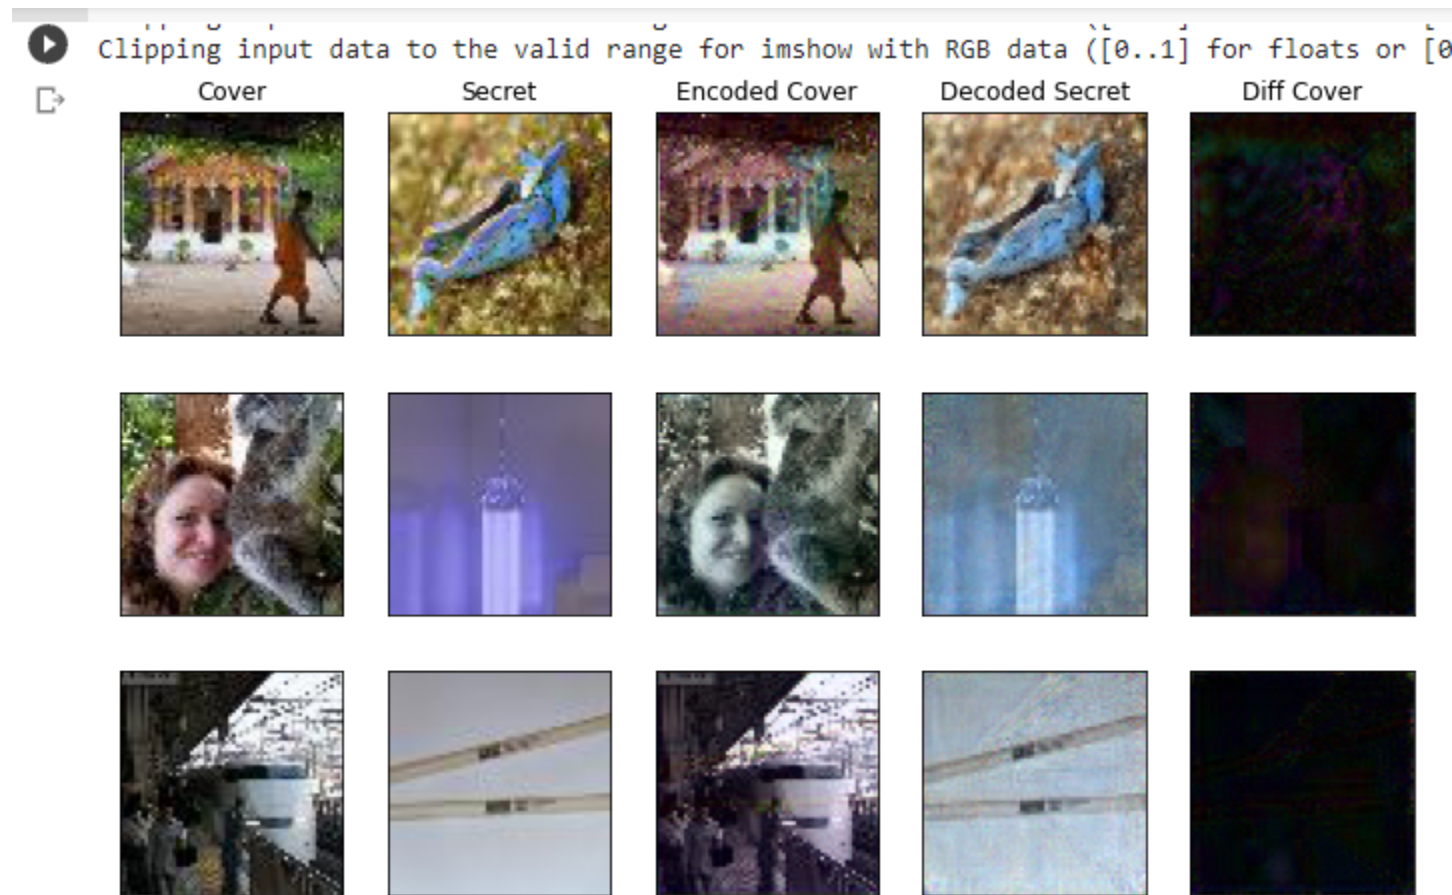 Clipping input data to the valid range for imshow with RGB data ([0..1] for floats or [0
Cover Secret Encoded Cover Decoded Secret Diff Cover